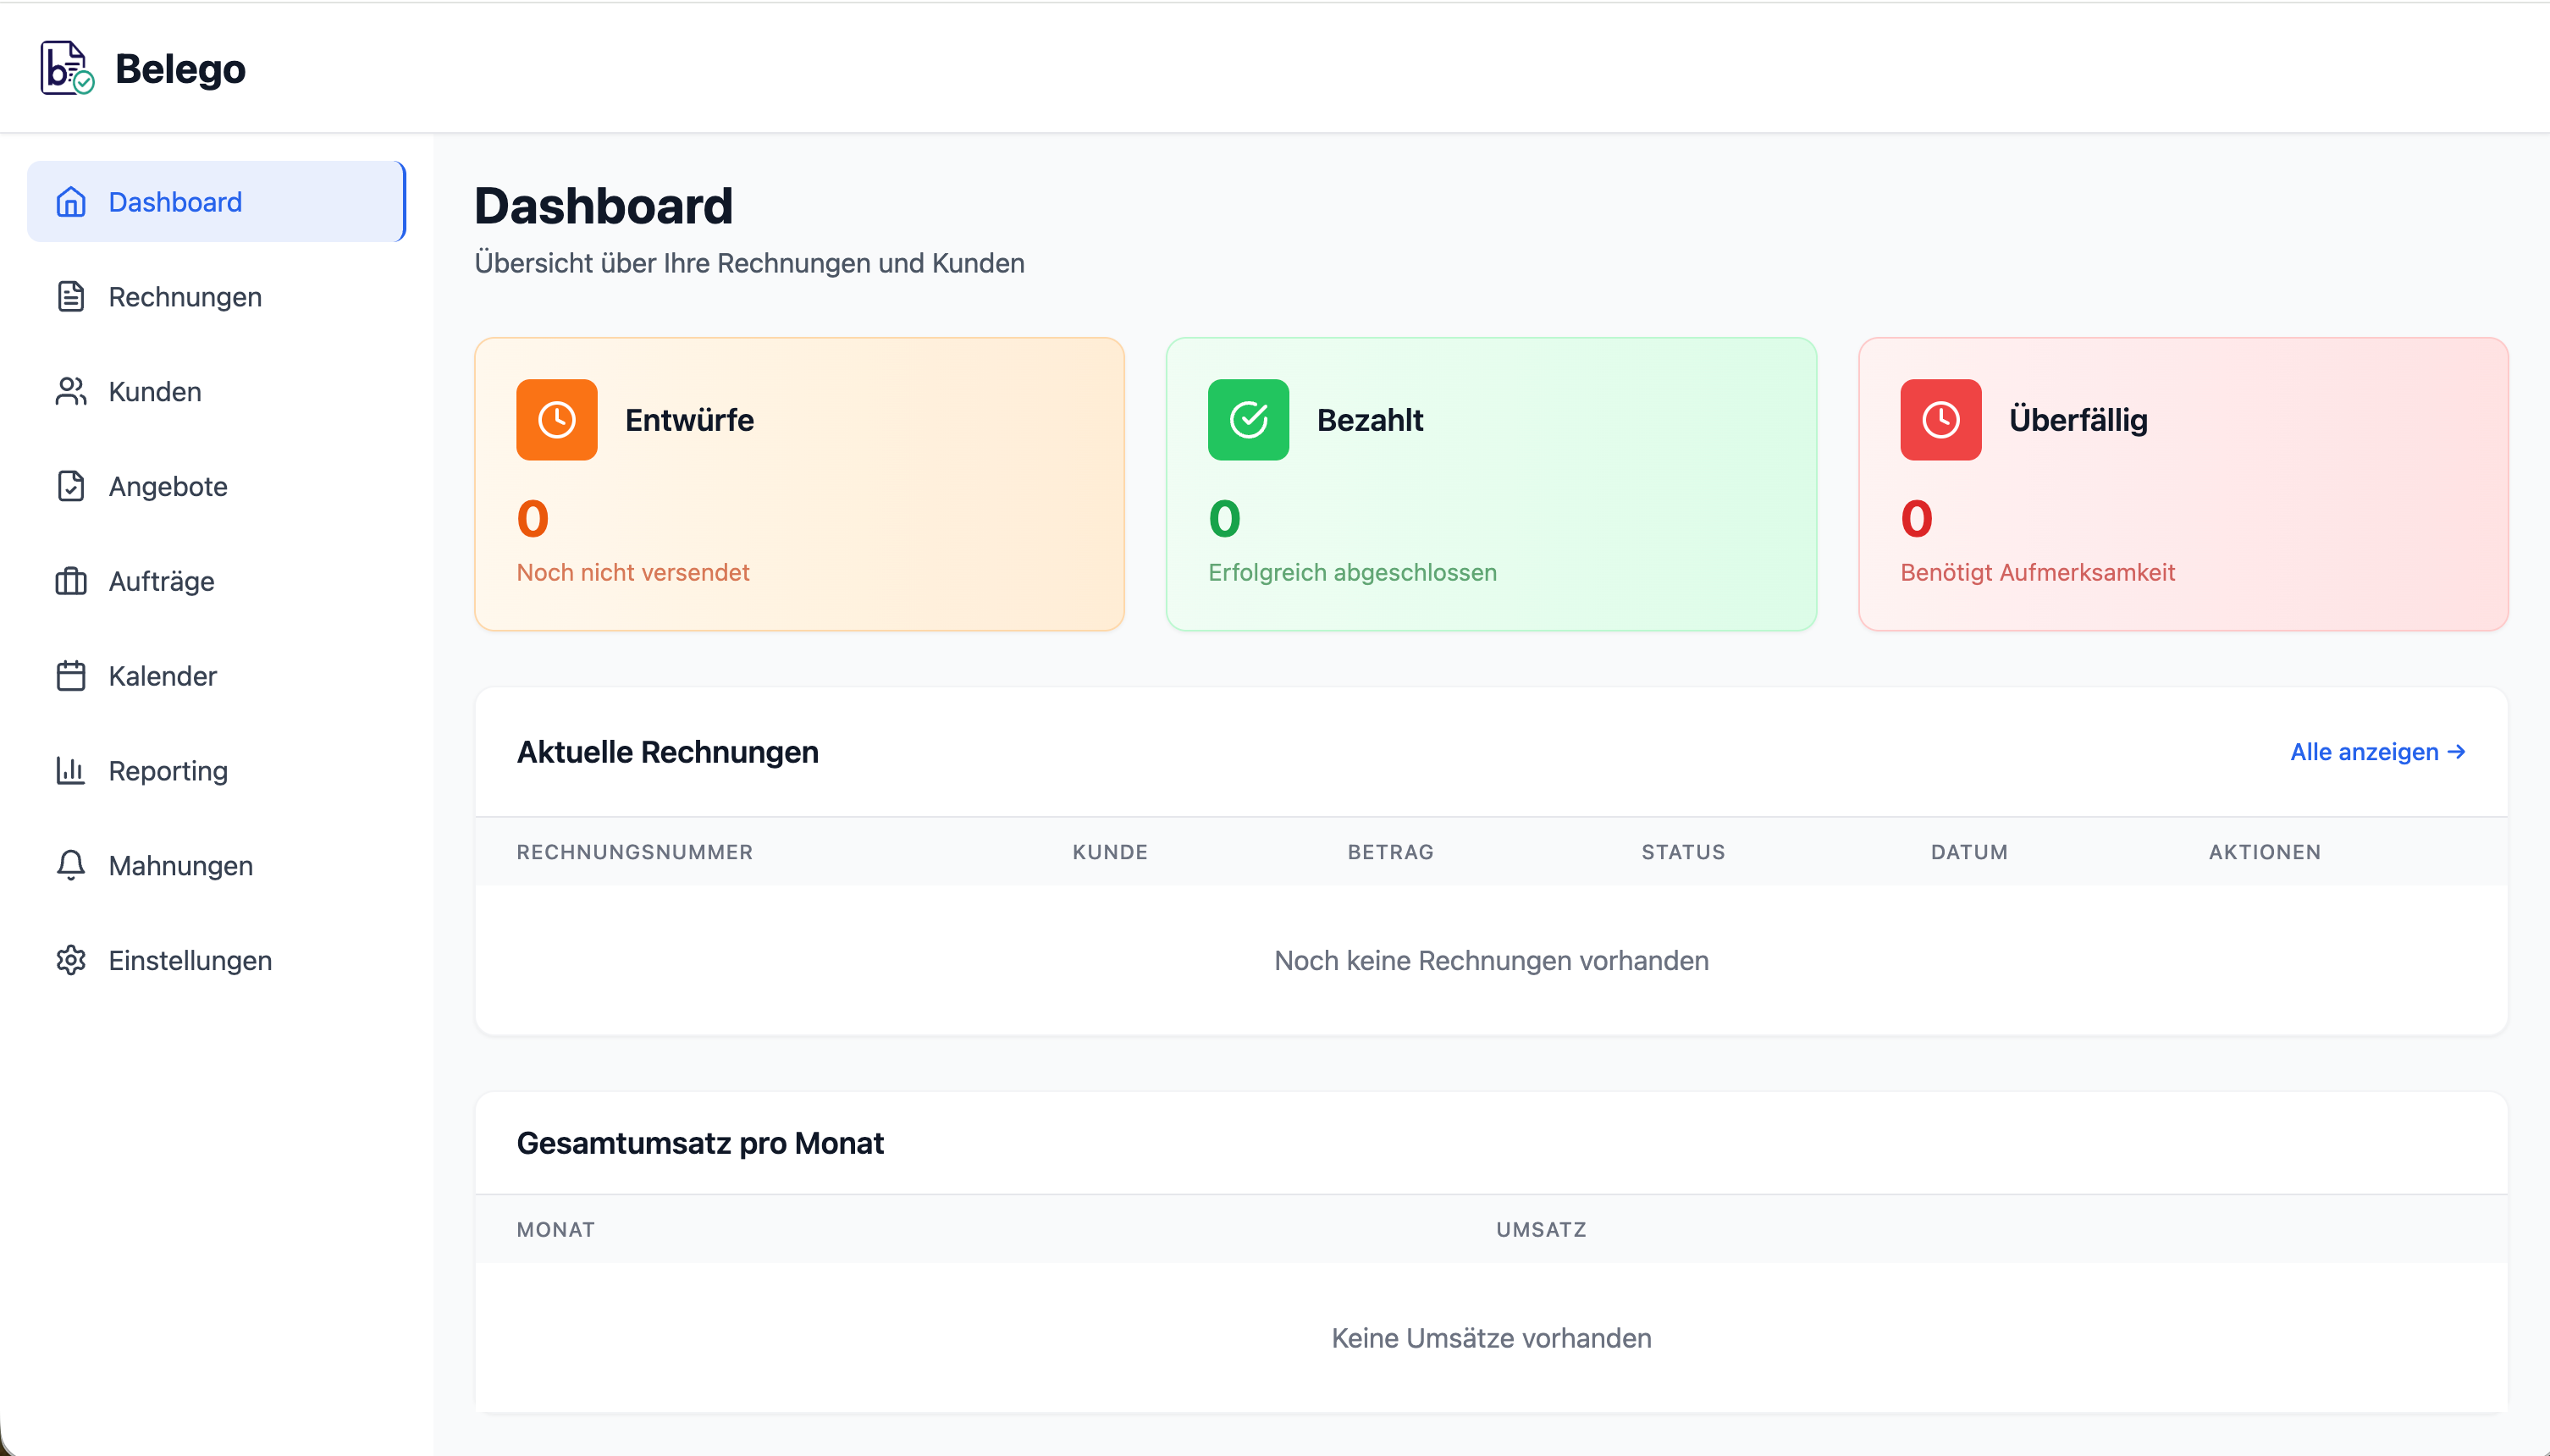 Belego
Dashboard
Rechnungen
Kunden
Angebote
Aufträge
Kalender
Reporting
Mahnungen
Einstellungen
Dashboard
Übersicht über Ihre Rechnungen und Kunden
Entwürfe
0
Noch nicht versendet
Bezahlt
0
Erfolgreich abgeschlossen
Überfällig
0
Benötigt Aufmerksamkeit
Aktuelle Rechnungen
Alle anzeigen →
RECHNUNGSNUMMER KUNDE BETRAG STATUS DATUM AKTIONEN
Noch keine Rechnungen vorhanden
Gesamtumsatz pro Monat
MONAT UMSATZ
Keine Umsätze vorhanden